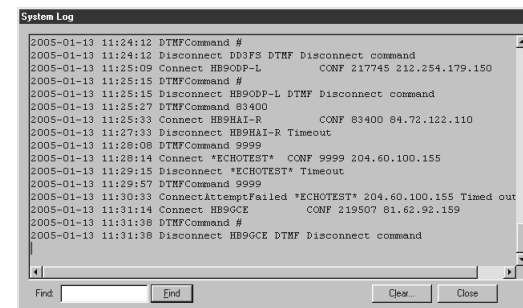 System Log
2005-01-13 11:24:12 DTMFCommand #
2005-01-13 11:24:12 Disconnect DD3FS DTMF Disconnect command
2005-01-13 11:25:09 Connect HB9ODP-L CONF 217745 212.254.179.150
2005-01-13 11:25:15 DTMFCommand #
2005-01-13 11:25:15 Disconnect HB9ODP-L DTMF Disconnect command
2005-01-13 11:25:27 DTMFCommand 83400
2005-01-13 11:25:33 Connect HB9HAI-R CONF 83400 84.72.122.110
2005-01-13 11:27:33 Disconnect HB9HAI-R Timeout
2005-01-13 11:28:08 DTMFCommand 9999
2005-01-13 11:28:14 Connect *ECHOTEST* CONF 9999 204.60.100.155
2005-01-13 11:29:15 Disconnect *ECHOTEST* Timeout
2005-01-13 11:29:57 DTMFCommand 9999
2005-01-13 11:30:33 ConnectAttemptFailed *ECHOTEST* 204.60.100.155 Timed out
2005-01-13 11:31:14 Connect HB9GCE CONF 219507 81.62.92.159
2005-01-13 11:31:38 DTMFCommand #
2005-01-13 11:31:38 Disconnect HB9GCE DTMF Disconnect command
Find: Find Clear... Close